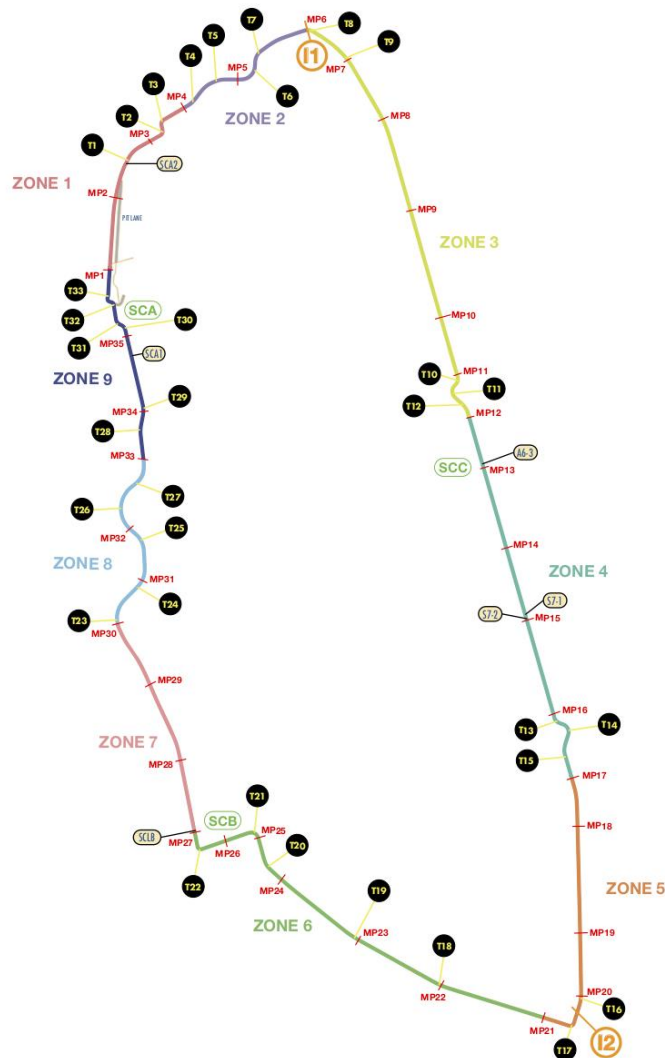 MP6
T7
T8
T5
I1
T9
T4
MP5
MP7
T3
T6
MP4
T2
ZONE 2
MP8
MP3
T1
SCA2
ZONE 1
MP2
MP9
PIT LANE
ZONE 3
MP1
T33
SCA
T30
T32
MP10
T31
MP35
SCA1
ZONE 9
T10
MP11
T11
T29
MP34
T12
MP12
T28
A6-3
MP33
SCC
MP13
T27
T26
T25
MP32
MP14
ZONE 8
ZONE 4
MP31
T24
S7-1
S7-2
T23
MP15
MP30
MP29
MP16
T13
T14
ZONE 7
T15
MP28
MP17
T21
SCB
MP18
SCLB
MP27
MP25
MP26
T20
T22
MP24
ZONE 5
T19
ZONE 6
MP23
MP19
T18
MP22
MP20
T16
MP21
T17
I2